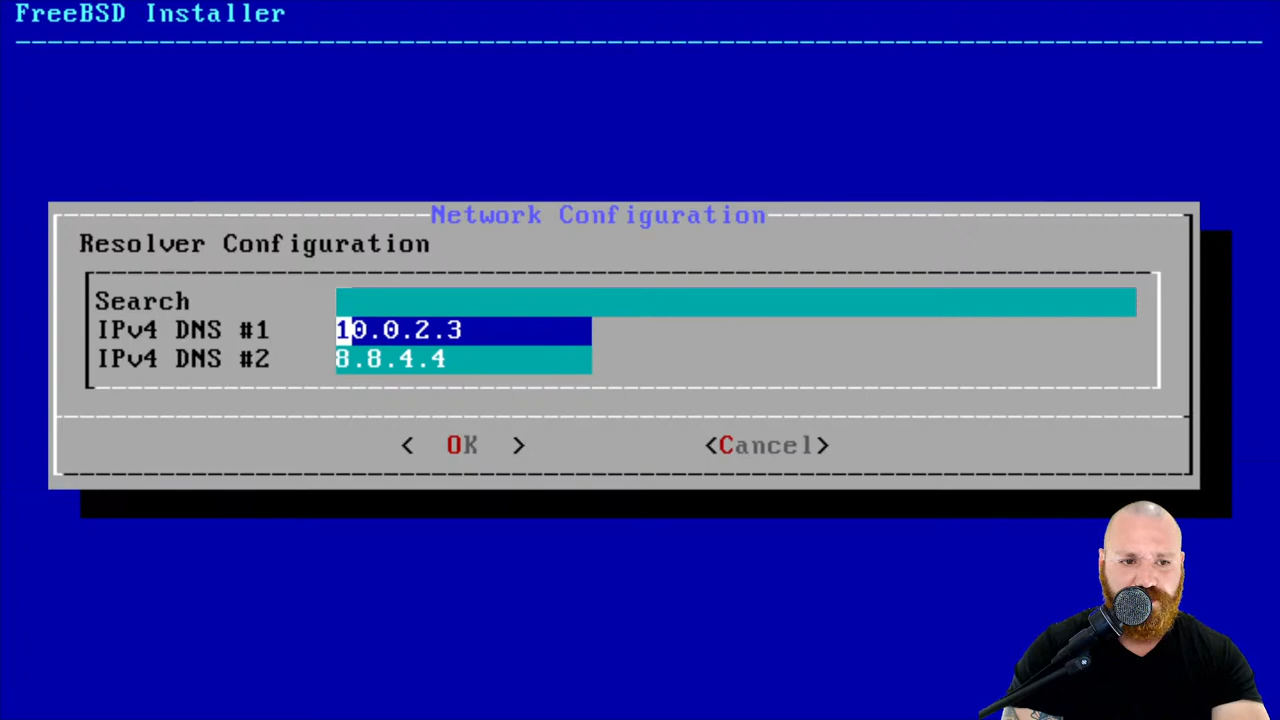 FreeBSD Installer
Network Configuration
Resolver Configuration
Search
IPv4 DNS #1 10.0.2.3
IPv4 DNS #2 8.8.4.4
< OK > <Cancel>